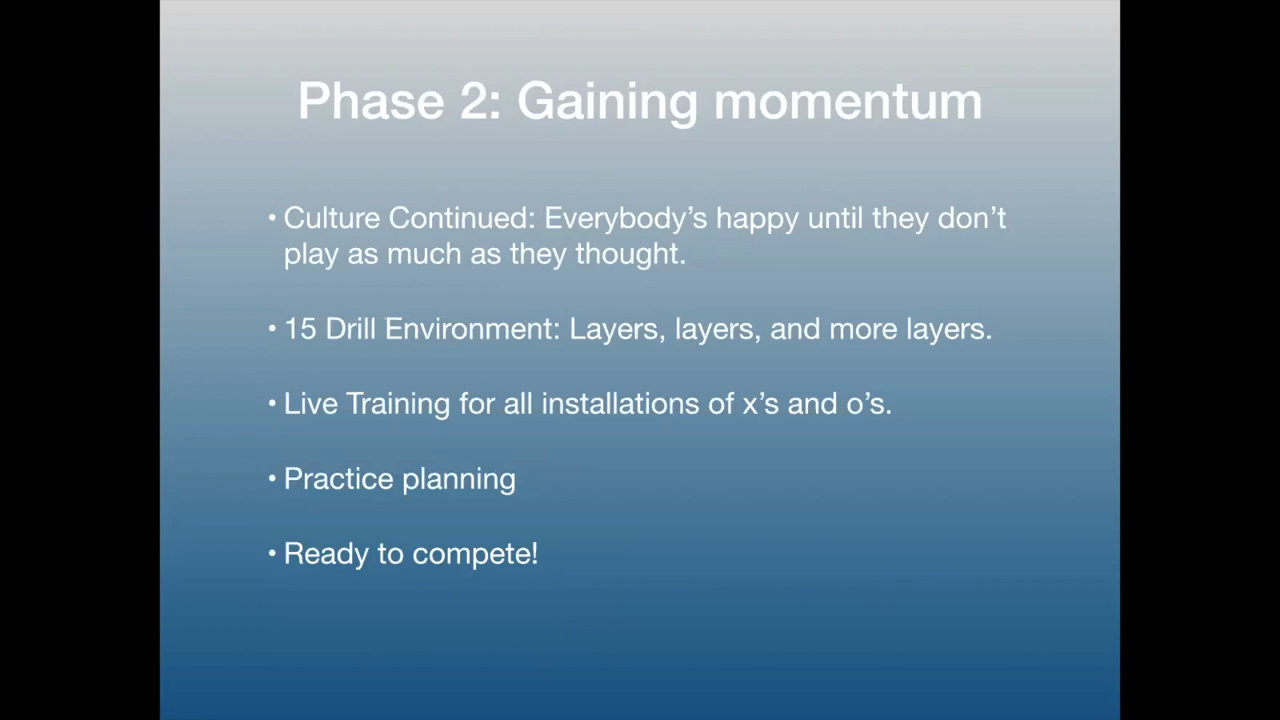 Phase 2: Gaining momentum
• Culture Continued: Everybody’s happy until they don’t
play as much as they thought.
• 15 Drill Environment: Layers, layers, and more layers.
• Live Training for all installations of x’s and o’s.
• Practice planning
• Ready to compete!